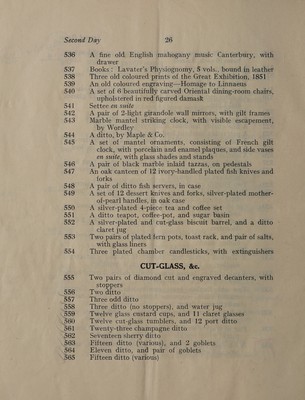 Second Day 26
536 A fine old English mahogany music Canterbury, with
drawer
537 Books: Lavater's Physiognomy, 5 vols., bound in leather
538 Three old coloured prints of the Great Exhibition, 1851
539 An old coloured engraving—Homage to Linnaeus
540 A set of 6 beautifully carved Oriental dining-room chairs,
upholstered in red figured damask
541 Settee en suite
542 A pair of 2-light girandole wall mirrors, with gilt frames
543 Marble mantel striking clock, with visible escapement,
by Wordley
544 A ditto, by Maple & Co.
545 A set of mantel ornaments, consisting of French gilt
clock, with porcelain and enamel plaques, and side vases
en suite, with glass shades and stands
546 A pair of black marble inlaid tazzas, on pedestals
547 An oak canteen of 12 ivory-handled plated fish knives and
forks
548 A pair of ditto fish servers, in case
549 A set of 12 dessert knives and forks, silver-plated mother-
ol-pearl handles, in oak case
550 A silver-plated 4-piece tea and coffee set
551 A ditto teapot, coffee-pot, and sugar basin
552 A silver-plated and cut-glass biscuit barrel, and a ditto
claret jug
553 Two pairs of plated fern pots, toast rack, and pair of salts,
with glass liners
554 Three plated chamber candlesticks, with extinguishers
CUT-GLASS, &c.
555 Two pairs of diamond cut and engraved decanters, with
stoppers
556 Two ditto
557 Three odd ditto
558 Three ditto (no stoppers), and water jug
559 Twelve glass custard cups, and 11 claret glasses
560 Twelve cut-glass tumblers, and 12 port ditto
561 Twenty-three champagne ditto
562 Seventeen sherry ditto
563 Fifteen ditto (various), and 2 goblets
564 Eleven ditto, and pair of goblets
565 Fifteen ditto (various)